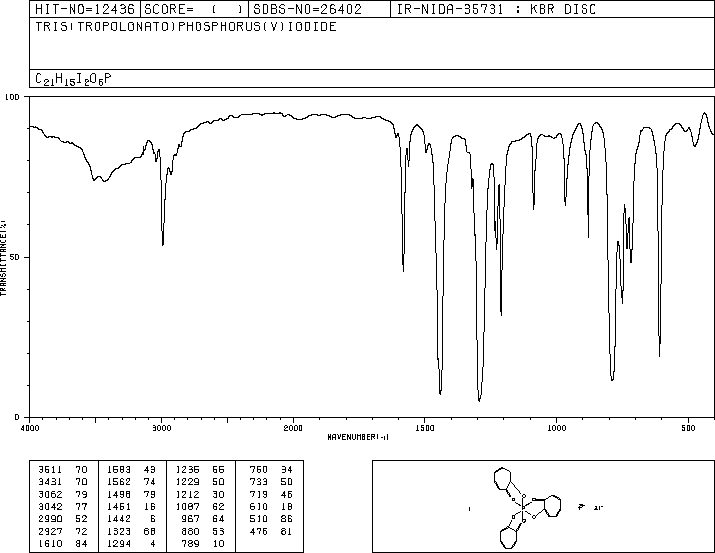 HIT-NO=12436 SCORE= ( ) SDBS-NO=26402 IR-NIDA-35731 : KBR DISC
TRIS(TROPOLONATO)PHOSPHORUS(V)IODIDE
C21H15I2O6P
100
50
0
TRANSMITTANCE(%)
4000 3000 2000 1500 1000 500
WAVENUMBER(-1)
3511 70 1583 43 1236 55 750 34
3431 70 1562 74 1229 50 733 50
3062 79 1498 79 1212 30 719 46
3042 77 1451 16 1087 62 610 18
2990 52 1442 6 967 64 510 86
2927 72 1323 68 880 53 476 81
1610 84 1294 4 789 10